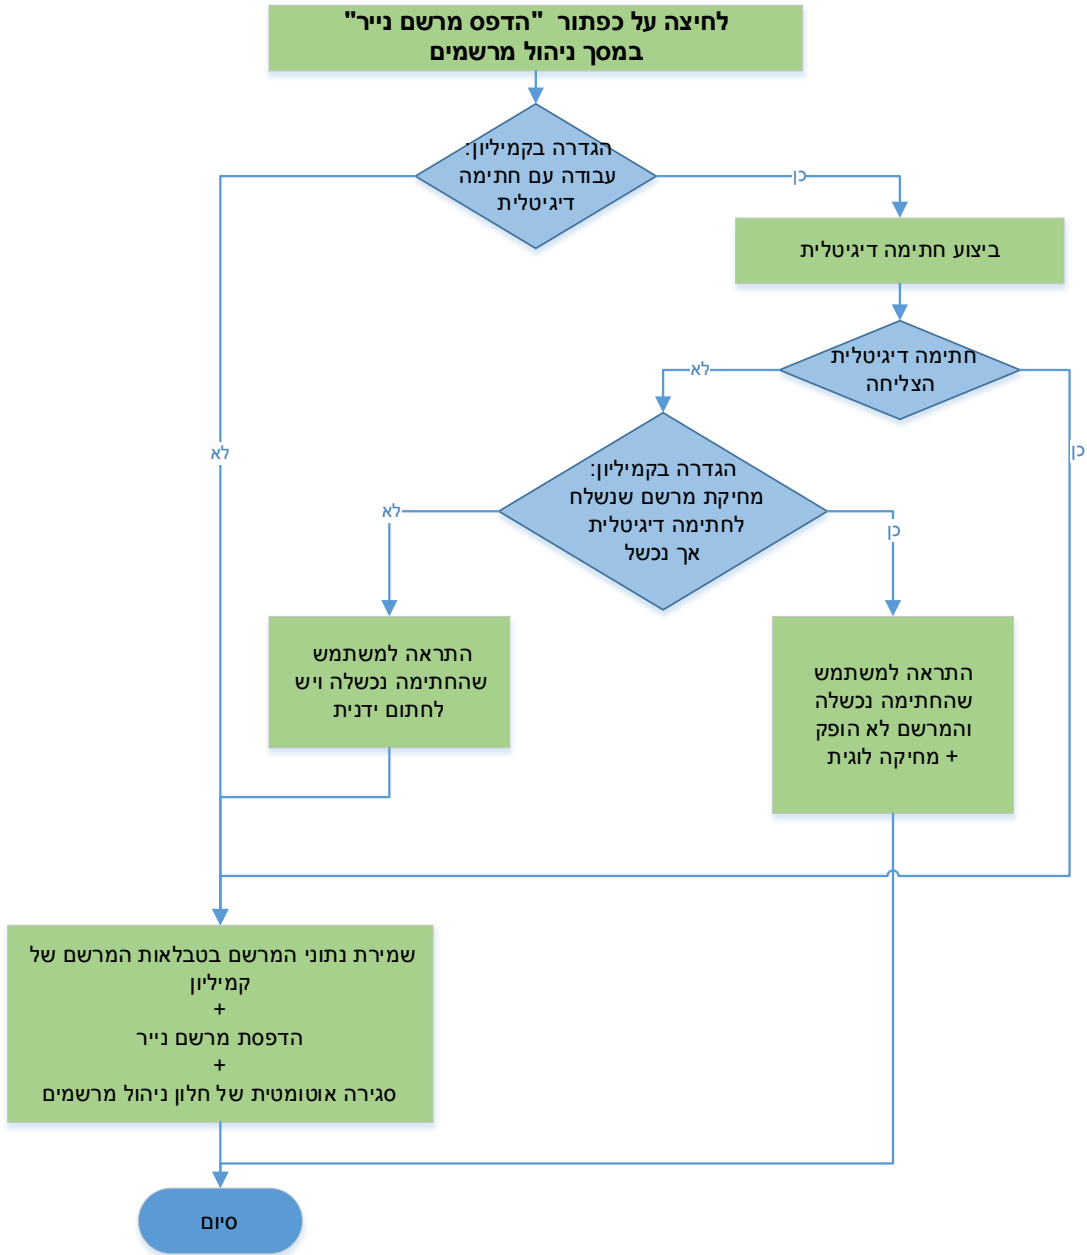 לחיצה על כפתור "הדפס מרשם נייר"
במסך ניהול מרשמים
הגדרה בקמיליון:
עבודה עם חתימה
דיגיטלית
כן
ביצוע חתימה דיגיטלית
חתימה דיגיטלית
הצליחה
לא
כן
לא
הגדרה בקמיליון:
מחיקת מרשם שנשלח
לחתימה דיגיטלית
אך נכשל
לא
כן
התראה למשתמש
שהחתימה נכשלה ויש
לחתום ידנית
התראה למשתמש
שהחתימה נכשלה
והמרשם לא הופק
+ מחיקה לוגית
שמירת נתוני המרשם בטבלאות המרשם של
קמיליון
+
הדפסת מרשם נייר
+
סגירה אוטומטית של חלון ניהול מרשמים
סיום